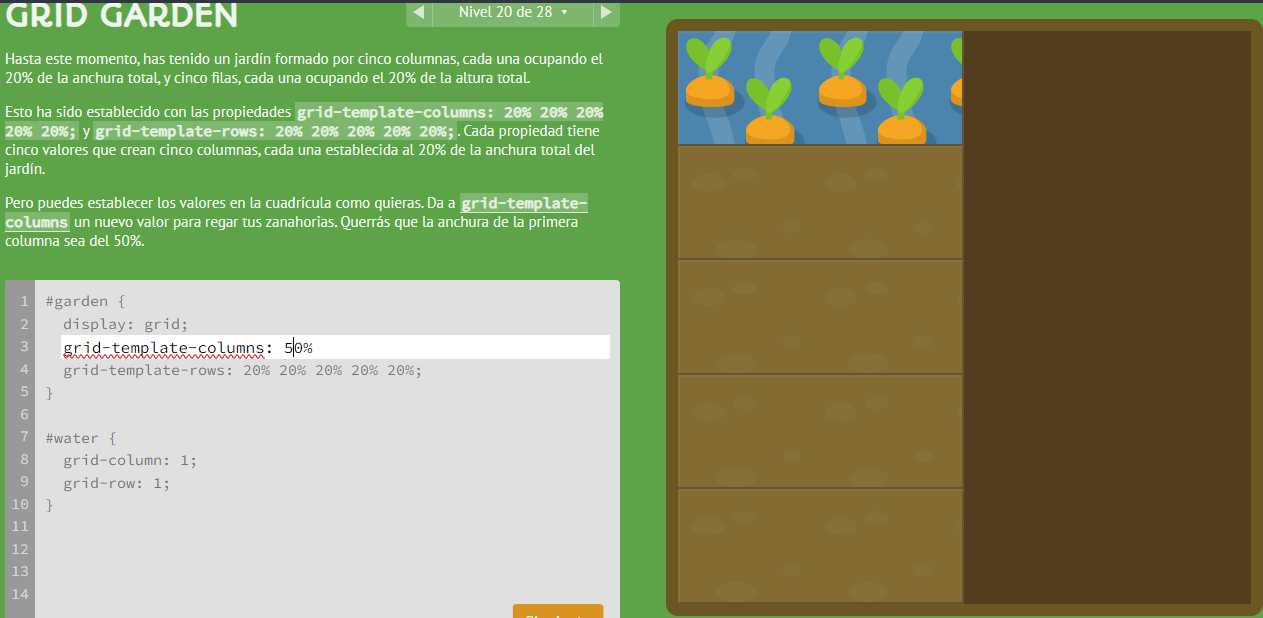 GRID GARDEN
Nivel 20 de 28
Hasta este momento, has tenido un jardín formado por cinco columnas, cada una ocupando el
20% de la anchura total, y cinco filas, cada una ocupando el 20% de la altura total.
Esto ha sido establecido con las propiedades grid-template-columns: 20% 20% 20%
20% 20%; y grid-template-rows: 20% 20% 20% 20% 20%;. Cada propiedad tiene
cinco valores que crean cinco columnas, cada una establecida al 20% de la anchura total del
jardín.
Pero puedes establecer los valores en la cuadrícula como quieras. Da a grid-template-
columns un nuevo valor para regar tus zanahorias. Querrás que la anchura de la primera
columna sea del 50%.
1 #garden {
2 display: grid;
3 grid-template-columns: 50%
4 grid-template-rows: 20% 20% 20% 20% 20%;
5 }
6
7 #water {
8 grid-column: 1;
9 grid-row: 1;
10 }
11
12
13
14